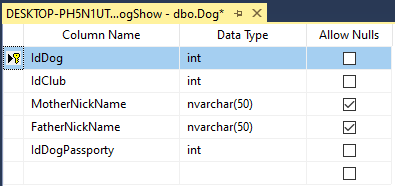 DESKTOP-PH5N1UT...ogShow - dbo.Dog*
Column Name Data Type Allow Nulls
IdDog int
IdClub int
MotherNickName nvarchar(50)
FatherNickName nvarchar(50)
IdDogPassporty int